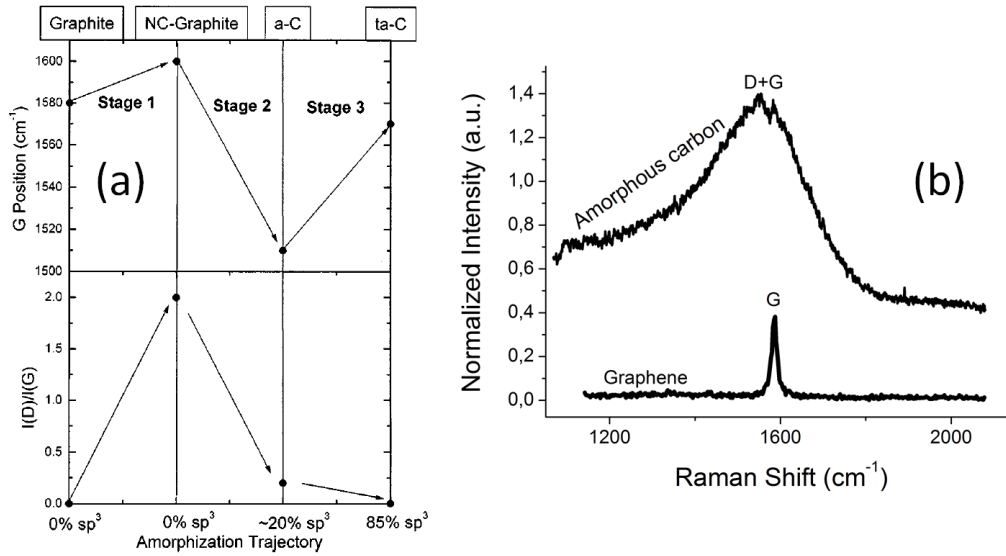 Graphite NC-Graphite a-C ta-C
1600
1580
1560
1540
1520
1500
G Position (cm⁻¹)
Stage 1 Stage 2 Stage 3
(a)
2.0
1.5
1.0
0.5
0.0
I(D)/I(G)
0% sp³ 0% sp³ ~20% sp³ 85% sp³
Amorphization Trajectory
Normalized Intensity (a.u.)
1,4
1,2
1,0
0,8
0,6
0,4
0,2
0,0
D+G
Amorphous carbon
(b)
G
Graphene
1200 1600 2000
Raman Shift (cm⁻¹)